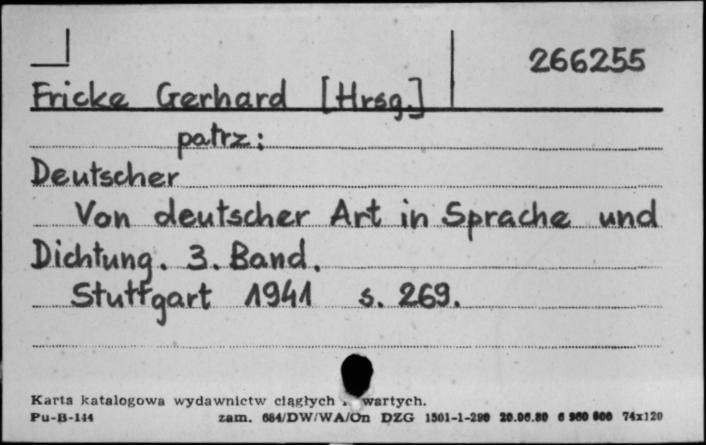 266255
Fricke Gerhard [Hrsg.]
patrz:
Deutscher
Von deutscher Art in Sprache und
Dichtung. 3. Band.
Stuttgart 1941 s. 269.
Karta katalogowa wydawnictw ciągłych wartych.
Pu-B-144 zam. 684/DW/WA/On DZG 1501-1-290 20.06.80 6 980 000 74x120